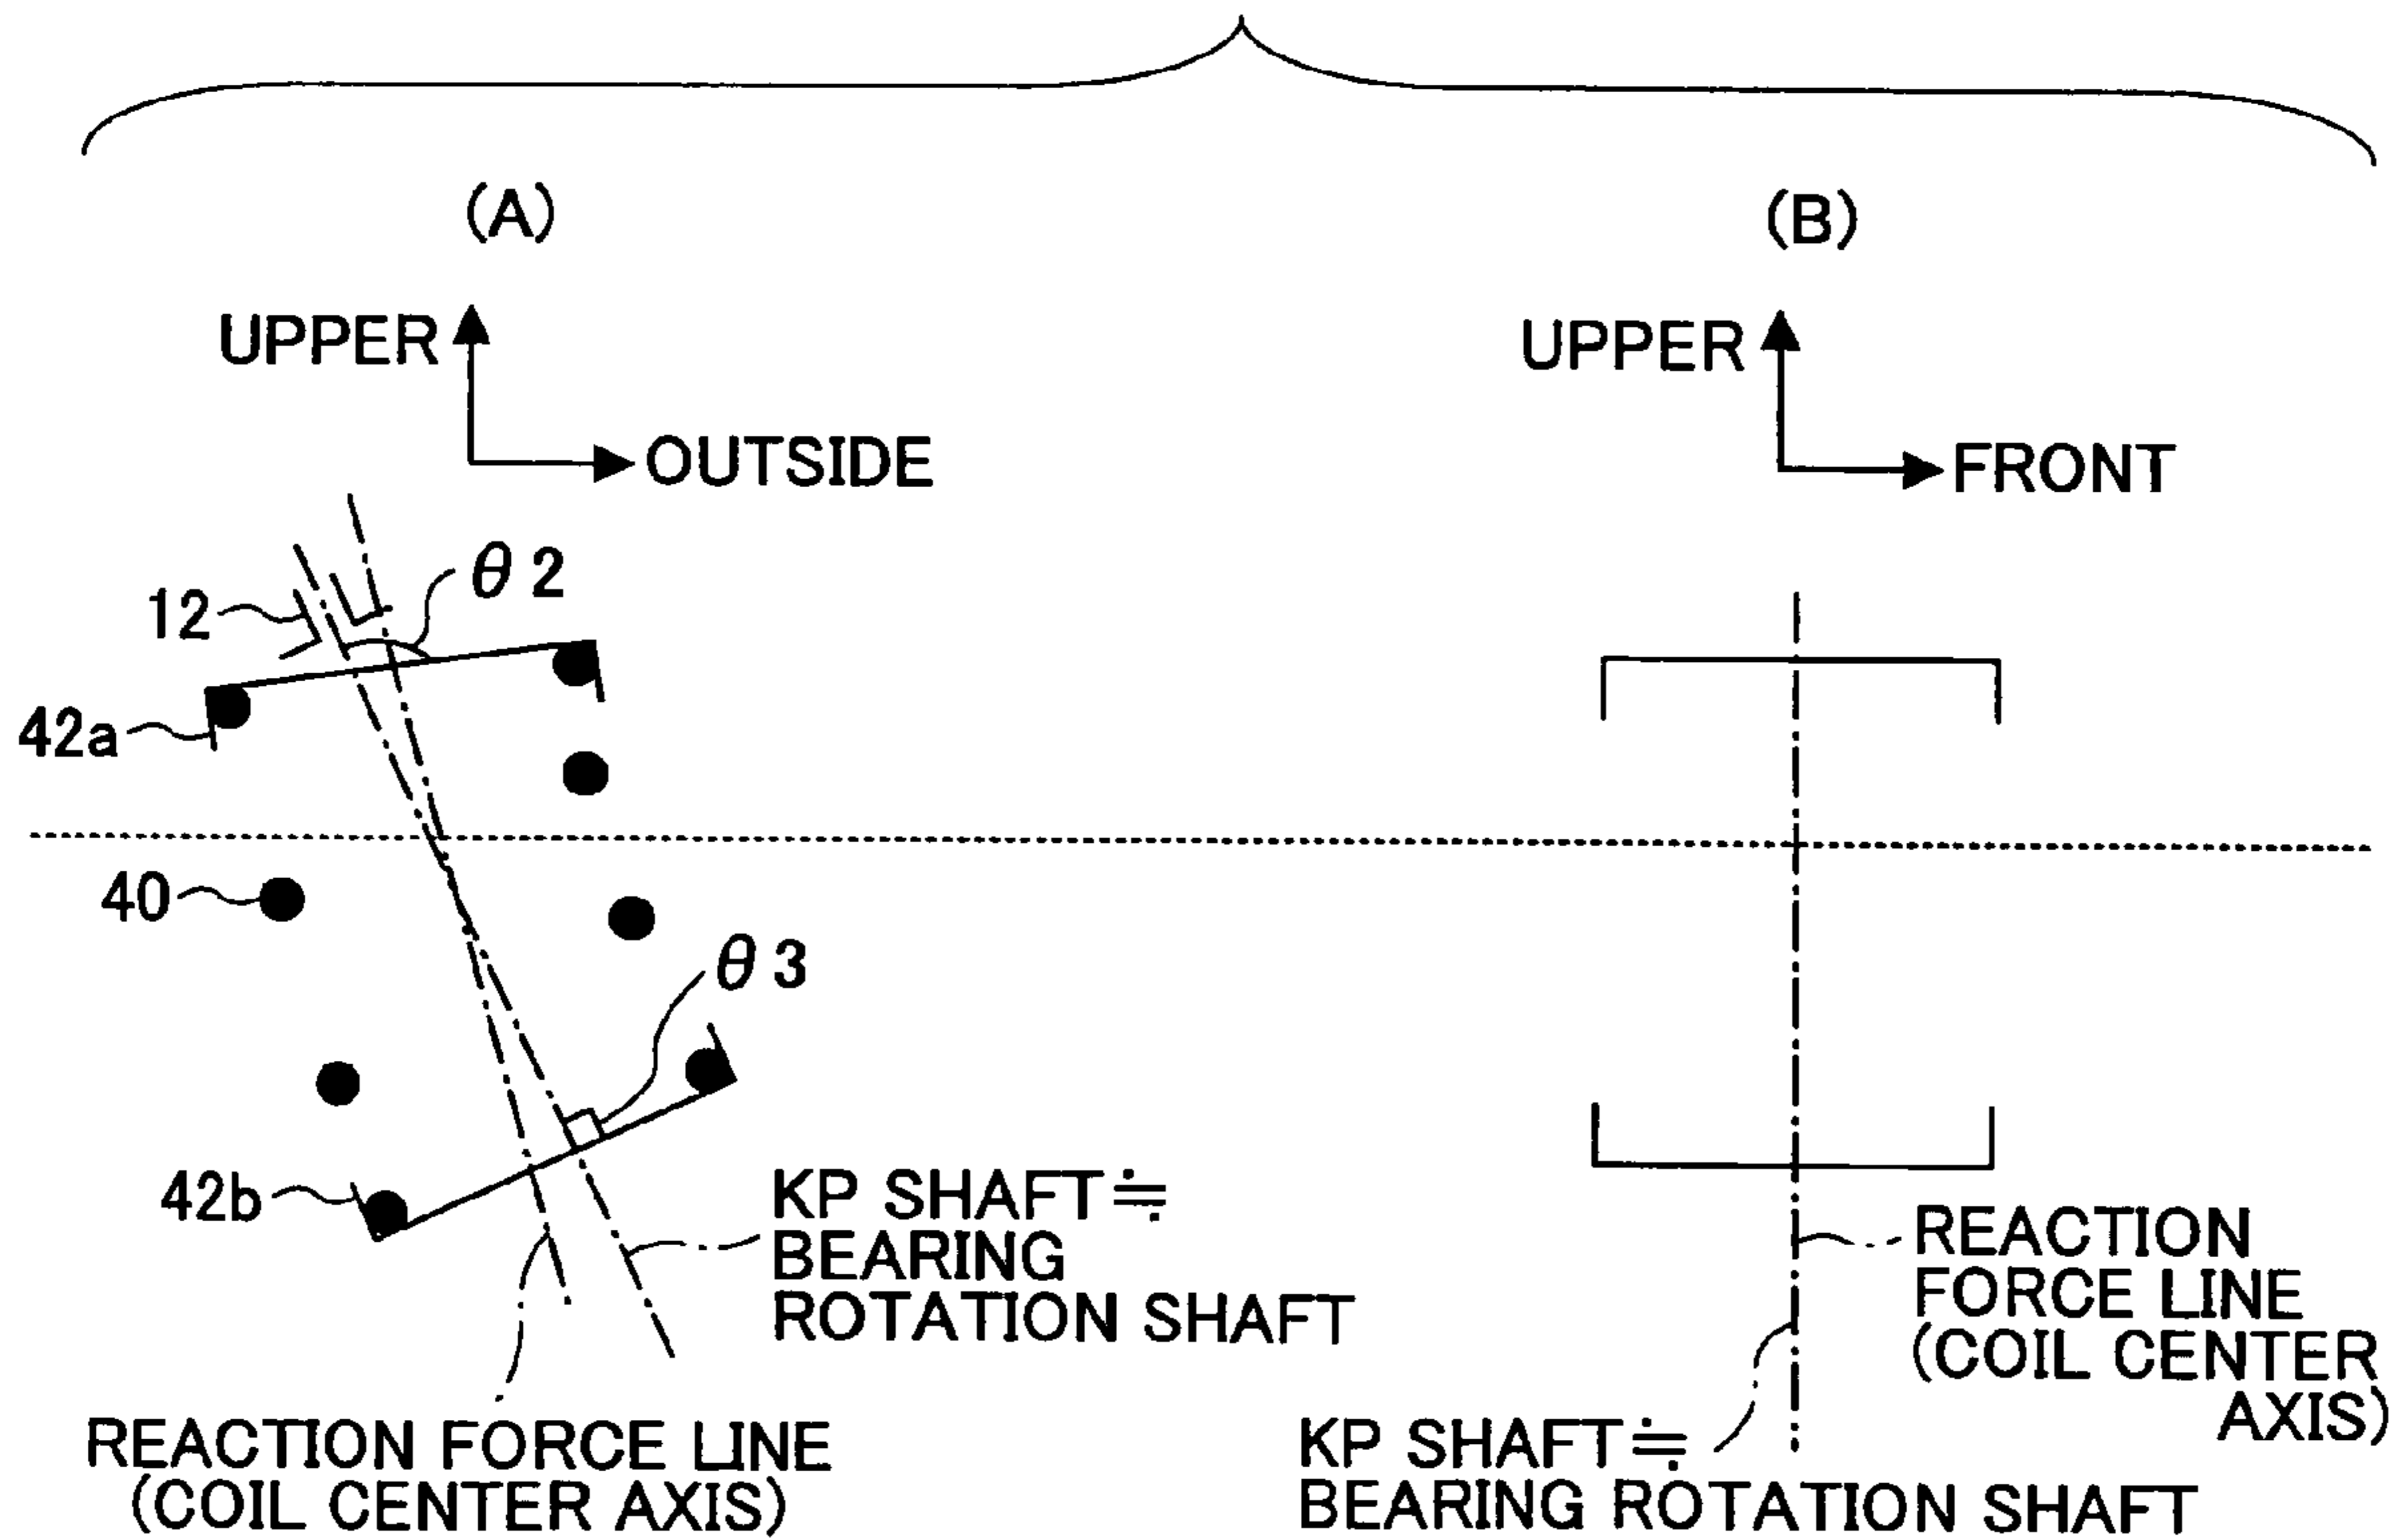 (A)
(B)
UPPER
OUTSIDE
UPPER
FRONT
12
θ2
42a
40
θ3
42b
KP SHAFT≒
BEARING
ROTATION SHAFT
REACTION FORCE LINE
(COIL CENTER AXIS)
REACTION
FORCE LINE
(COIL CENTER
AXIS)
KP SHAFT≒
BEARING ROTATION SHAFT